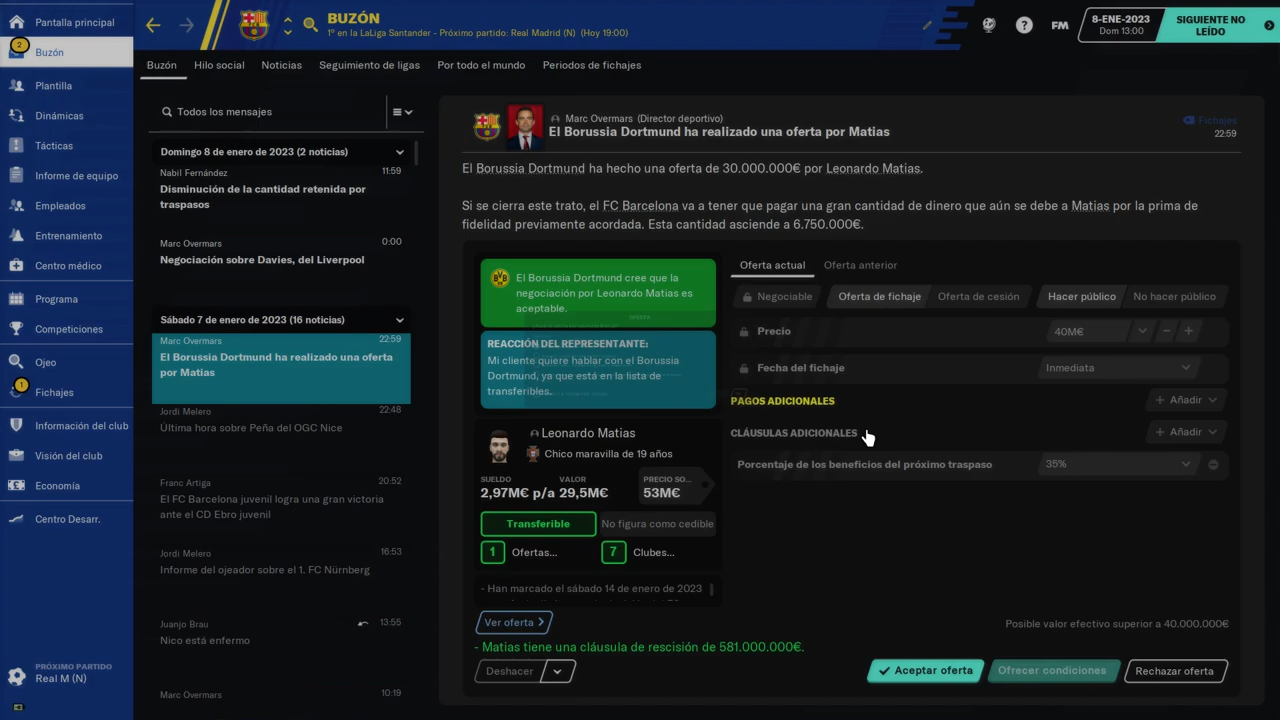 Pantalla principal
2
Buzón
Plantilla
Dinámicas
Tácticas
Informe de equipo
Empleados
Entrenamiento
Centro médico
Programa
Competiciones
Ojeo
1
Fichajes
Información del club
Visión del club
Economía
Centro Desarr.
PRÓXIMO PARTIDO
Real M (N)
BUZÓN
1º en la LaLiga Santander - Próximo partido: Real Madrid (N) (Hoy 19:00)
?
FM
8-ENE-2023
Dom 13:00
SIGUIENTE NO
LEÍDO
Buzón Hilo social Noticias Seguimiento de ligas Por todo el mundo Periodos de fichajes
Todos los mensajes
Domingo 8 de enero de 2023 (2 noticias)
Nabil Fernández 11:59
Disminución de la cantidad retenida por
traspasos
Marc Overmars 0:00
Negociación sobre Davies, del Liverpool
Sábado 7 de enero de 2023 (16 noticias)
Marc Overmars 22:59
El Borussia Dortmund ha realizado una oferta
por Matias
Jordi Melero 22:48
Última hora sobre Peña del OGC Nice
Franc Artiga 20:52
El FC Barcelona juvenil logra una gran victoria
ante el CD Ebro juvenil
Jordi Melero 16:53
Informe del ojeador sobre el 1. FC Nürnberg
Juanjo Brau 13:55
Nico está enfermo
Marc Overmars 10:19
Marc Overmars (Director deportivo)
El Borussia Dortmund ha realizado una oferta por Matias
Fichajes
22:59
El Borussia Dortmund ha hecho una oferta de 30.000.000€ por Leonardo Matias.
Si se cierra este trato, el FC Barcelona va a tener que pagar una gran cantidad de dinero que aún se debe a Matias por la prima de
fidelidad previamente acordada. Esta cantidad asciende a 6.750.000€.
El Borussia Dortmund cree que la
negociación por Leonardo Matias es
aceptable.
REACCIÓN DEL REPRESENTANTE:
Mi cliente quiere hablar con el Borussia
Dortmund, ya que está en la lista de
transferibles.
Leonardo Matias
Chico maravilla de 19 años
SUELDO VALOR PRECIO SO...
2,97M€ p/a 29,5M€ 53M€
Transferible No figura como cedible
1 Ofertas... 7 Clubes...
- Han marcado el sábado 14 de enero de 2023
Oferta actual Oferta anterior
Negociable Oferta de fichaje Oferta de cesión Hacer público No hacer público
Precio 40M€
Fecha del fichaje Inmediata
PAGOS ADICIONALES + Añadir
CLÁUSULAS ADICIONALES + Añadir
Porcentaje de los beneficios del próximo traspaso 35%
Ver oferta
Posible valor efectivo superior a 40.000.000€
- Matias tiene una cláusula de rescisión de 581.000.000€.
Deshacer Aceptar oferta Ofrecer condiciones Rechazar oferta